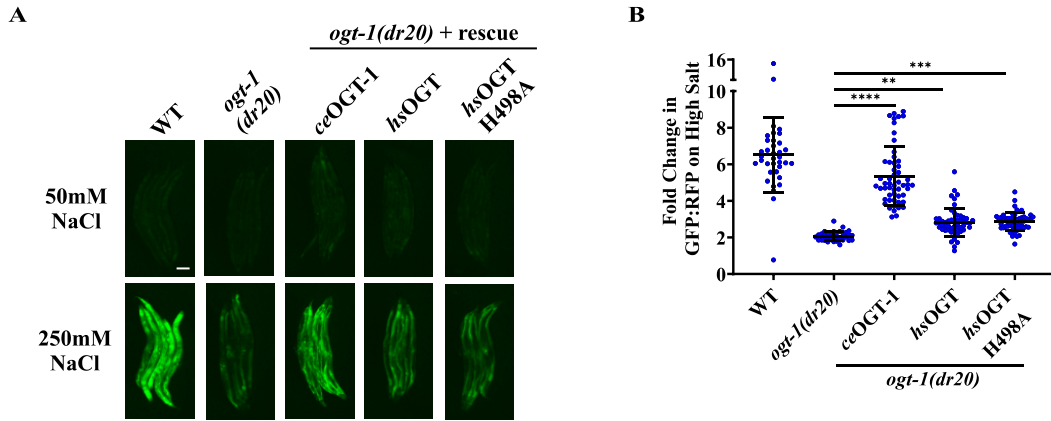 A
ogt-1(dr20) + rescue
WT
ogt-1
(dr20)
ceOGT-1
hsOGT
hsOGT
H498A
50mM
NaCl
250mM
NaCl
B
Fold Change in
GFP:RFP on High Salt
16
10
8
6
4
2
0
***
**
****
WT
ogt-1(dr20)
ceOGT-1
hsOGT
hsOGT
H498A
ogt-1(dr20)